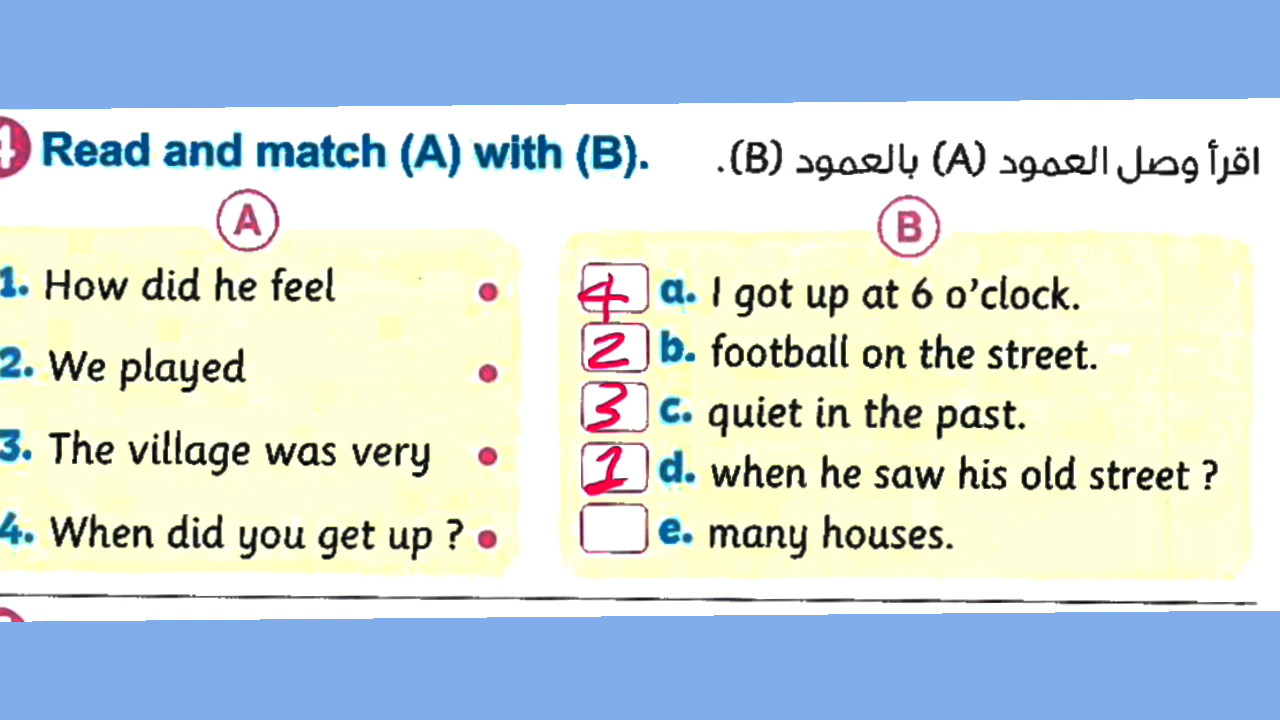 4 Read and match (A) with (B). اقرأ وصل العمود (A) بالعمود (B).
A
B
1. How did he feel
2. We played
3. The village was very
4. When did you get up ?
4 a. I got up at 6 o'clock.
2 b. football on the street.
3 c. quiet in the past.
1 d. when he saw his old street ?
e. many houses.